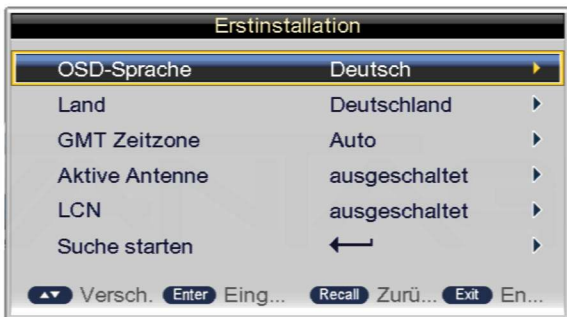 Erstinstallation
OSD-Sprache Deutsch
Land Deutschland
GMT Zeitzone Auto
Aktive Antenne ausgeschaltet
LCN ausgeschaltet
Suche starten
Versch. Enter Eing... Recall Zurü... Exit En...